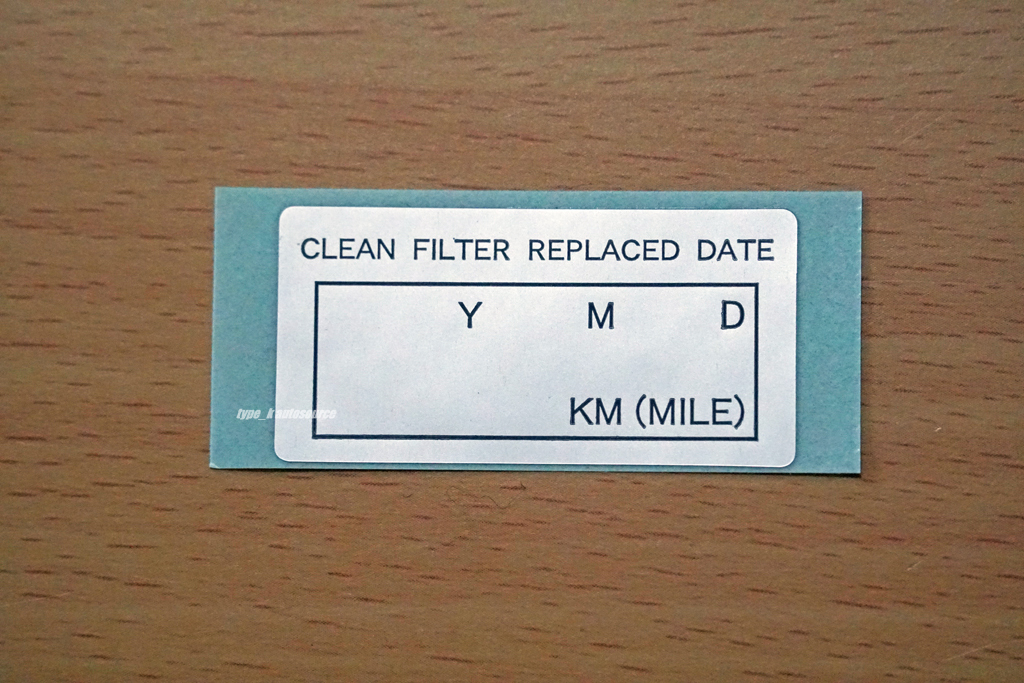 CLEAN FILTER REPLACED DATE
Y M D
KM (MILE)